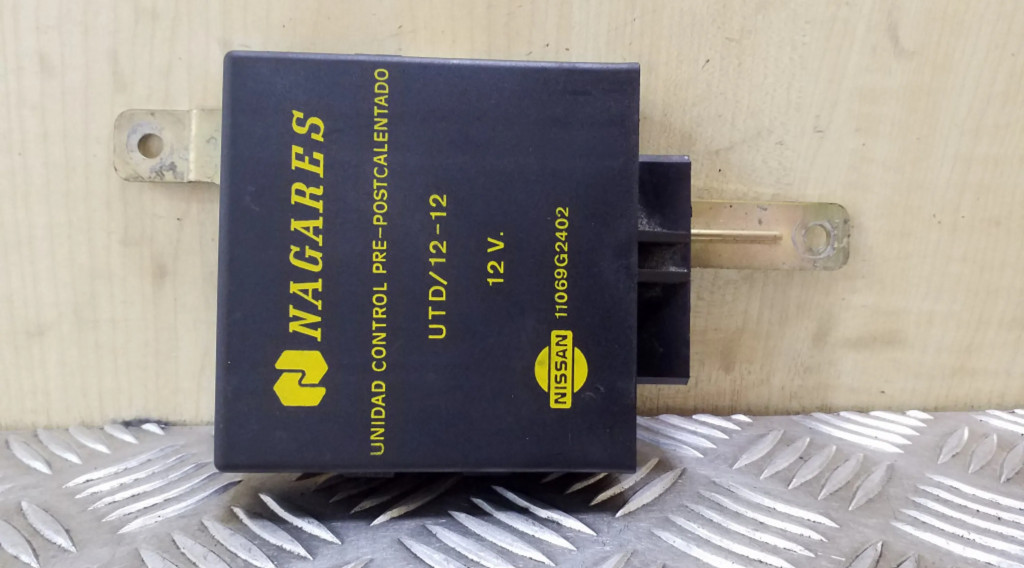 NAGARES
UNIDAD CONTROL PRE-POSTCALENTADO
UTD/12-12
12 V.
NISSAN 11069G2402